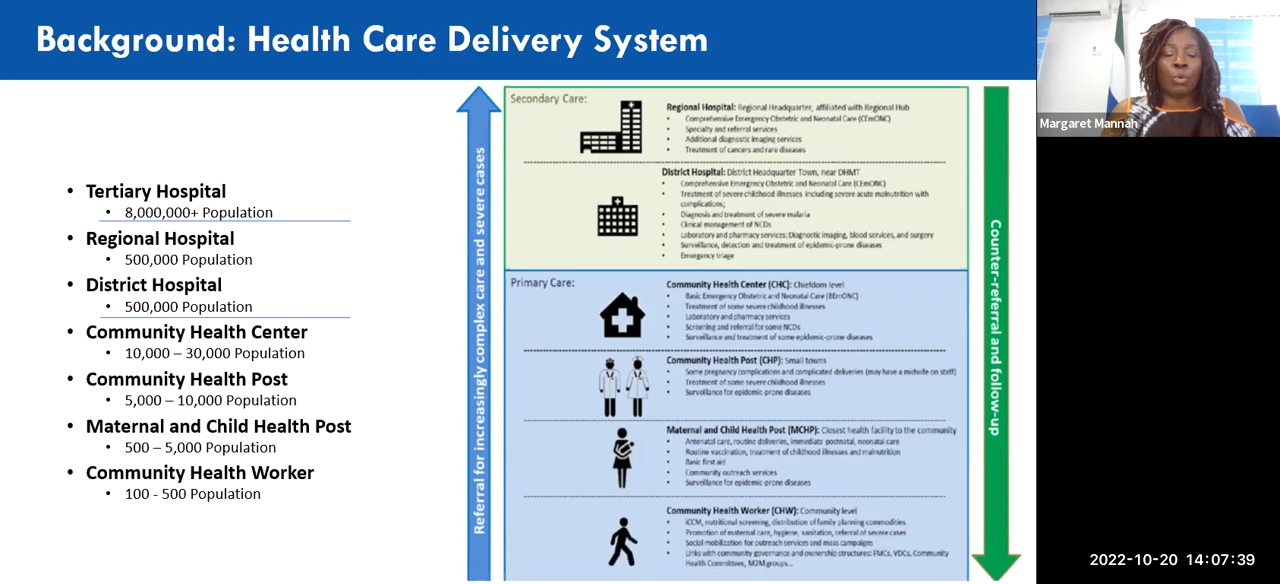 Background: Health Care Delivery System
• Tertiary Hospital
• 8,000,000+ Population
• Regional Hospital
• 500,000 Population
• District Hospital
• 500,000 Population
• Community Health Center
• 10,000 – 30,000 Population
• Community Health Post
• 5,000 – 10,000 Population
• Maternal and Child Health Post
• 500 – 5,000 Population
• Community Health Worker
• 100 - 500 Population
Referral for increasingly complex care and severe cases
Secondary Care:
Regional Hospital: Regional Headquarter, affiliated with Regional Hub
• Comprehensive Emergency Obstetric and Neonatal Care (CEmONC)
• Specialty and referral services
• Additional diagnostic imaging services
• Treatment of cancers and rare diseases
District Hospital: District Headquarter Town, near DHMT
• Comprehensive Emergency Obstetric and Neonatal Care (CEmONC)
• Treatment of severe childhood illnesses including severe acute malnutrition with
complications;
• Diagnosis and treatment of severe malaria
• Clinical management of NCDs
• Laboratory and pharmacy services; Diagnostic imaging, blood services, and surgery
• Surveillance, detection and treatment of epidemic-prone diseases
• Emergency triage
Primary Care:
Community Health Center (CHC): Chiefdom level
• Basic Emergency Obstetric and Neonatal Care (BEmONC)
• Treatment of some severe childhood illnesses
• Laboratory and pharmacy services
• Screening and referral for some NCDs
• Surveillance and treatment of some epidemic-prone diseases
Community Health Post (CHP): Small towns
• Some pregnancy complications and complicated deliveries (may have a midwife on staff)
• Treatment of some severe childhood illnesses
• Surveillance for epidemic prone diseases
Maternal and Child Health Post (MCHP): Closest health facility to the community
• Antenatal care, routine deliveries, immediate postnatal, neonatal care
• Routine vaccination, treatment of childhood illnesses and malnutrition
• Basic first aid
• Community outreach services
• Surveillance for epidemic prone diseases
Community Health Worker (CHW): Community level
• iCCM, nutritional screening, distribution of family planning commodities
• Promotion of maternal care, hygiene, sanitation, referral of severe cases
• Social mobilization for outreach services and mass campaigns
• Links with community governance and ownership structures: FMCs, VDCs, Community
Health Committees, M2M groups...
Counter-referral and follow-up
Margaret Mannah
2022-10-20 14:07:39